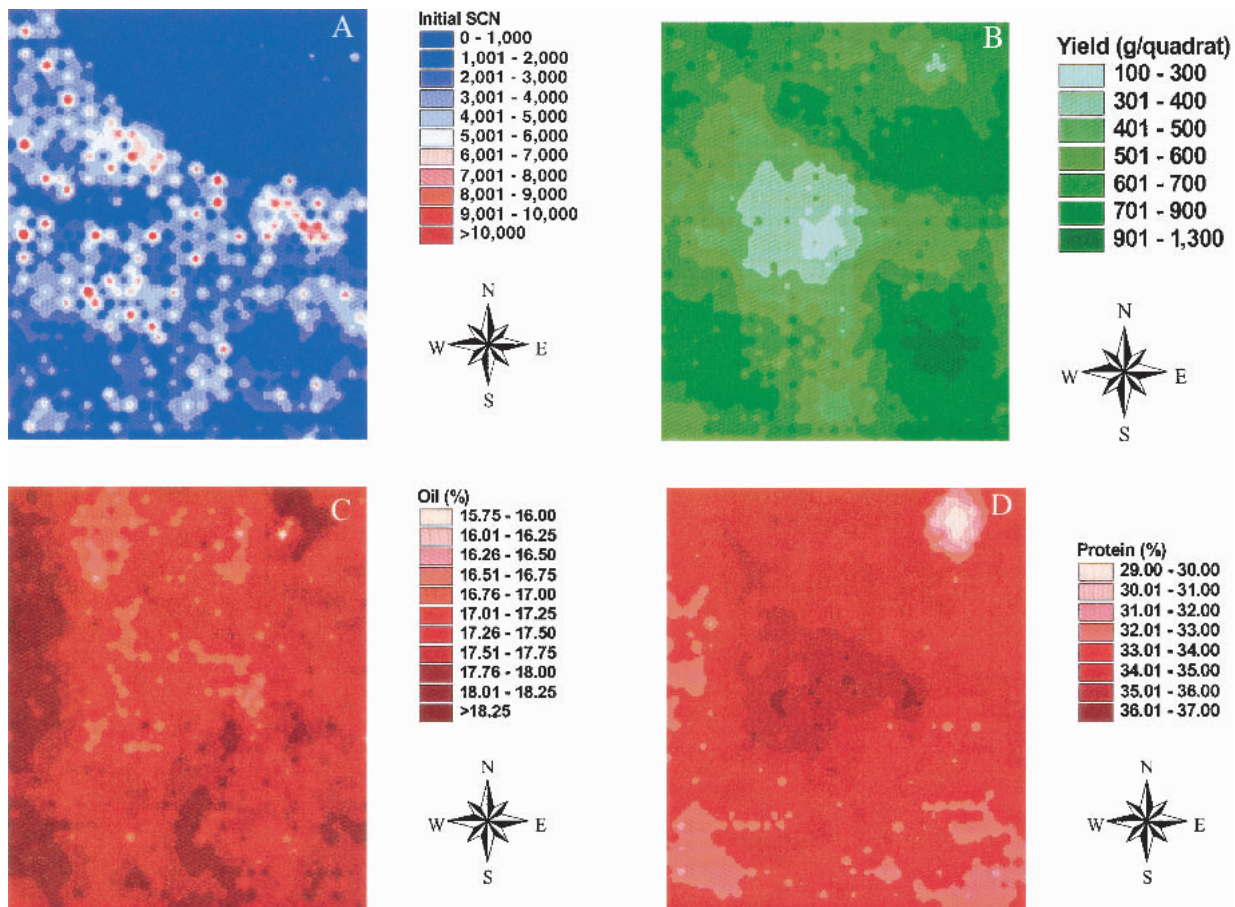 A
Initial SCN
0 - 1,000
1,001 - 2,000
2,001 - 3,000
3,001 - 4,000
4,001 - 5,000
5,001 - 6,000
6,001 - 7,000
7,001 - 8,000
8,001 - 9,000
9,001 - 10,000
>10,000
N
W E
S
B
Yield (g/quadrat)
100 - 300
301 - 400
401 - 500
501 - 600
601 - 700
701 - 900
901 - 1,300
N
W E
S
C
Oil (%)
15.75 - 16.00
16.01 - 16.25
16.26 - 16.50
16.51 - 16.75
16.76 - 17.00
17.01 - 17.25
17.26 - 17.50
17.51 - 17.75
17.76 - 18.00
18.01 - 18.25
>18.25
N
W E
S
D
Protein (%)
29.00 - 30.00
30.01 - 31.00
31.01 - 32.00
32.01 - 33.00
33.01 - 34.00
34.01 - 35.00
35.01 - 36.00
36.01 - 37.00
N
W E
S